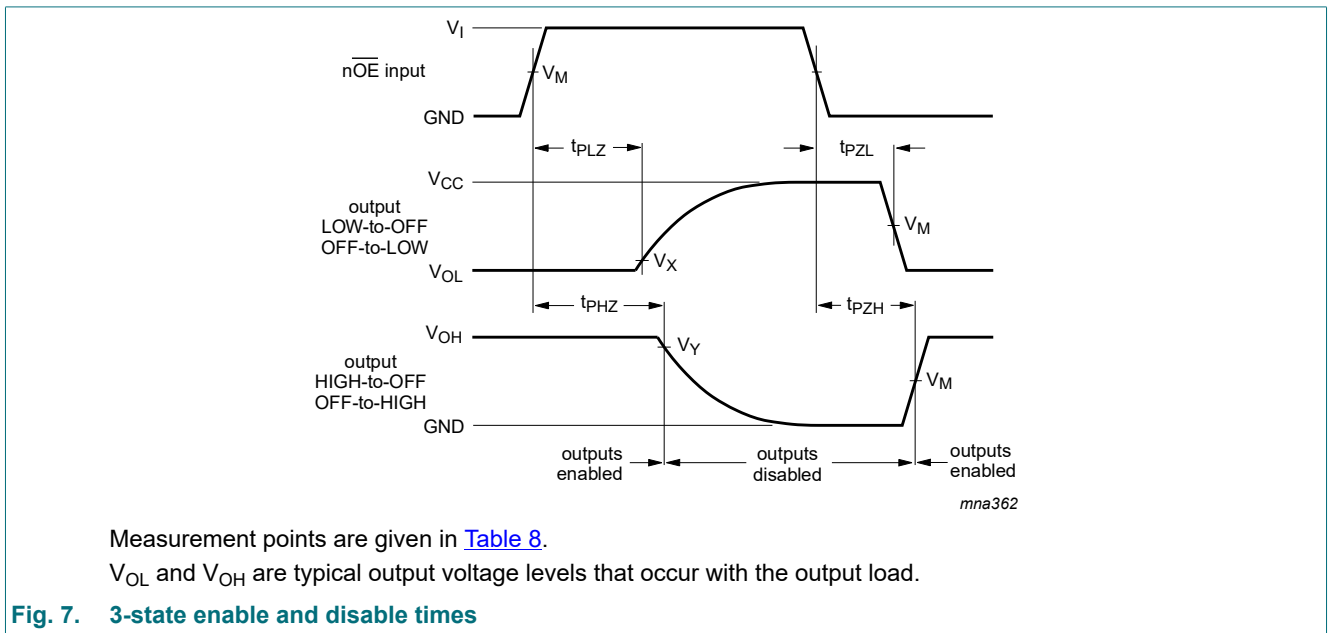 V_I
nO̅E̅ input
V_M
GND
t_PLZ
t_PZL
V_CC
output
LOW-to-OFF
OFF-to-LOW
V_M
V_X
V_OL
t_PHZ
t_PZH
V_OH
V_Y
output
HIGH-to-OFF
OFF-to-HIGH
V_M
GND
outputs
enabled
outputs
disabled
outputs
enabled
mna362
Measurement points are given in Table 8.
V_OL and V_OH are typical output voltage levels that occur with the output load.
Fig. 7. 3-state enable and disable times